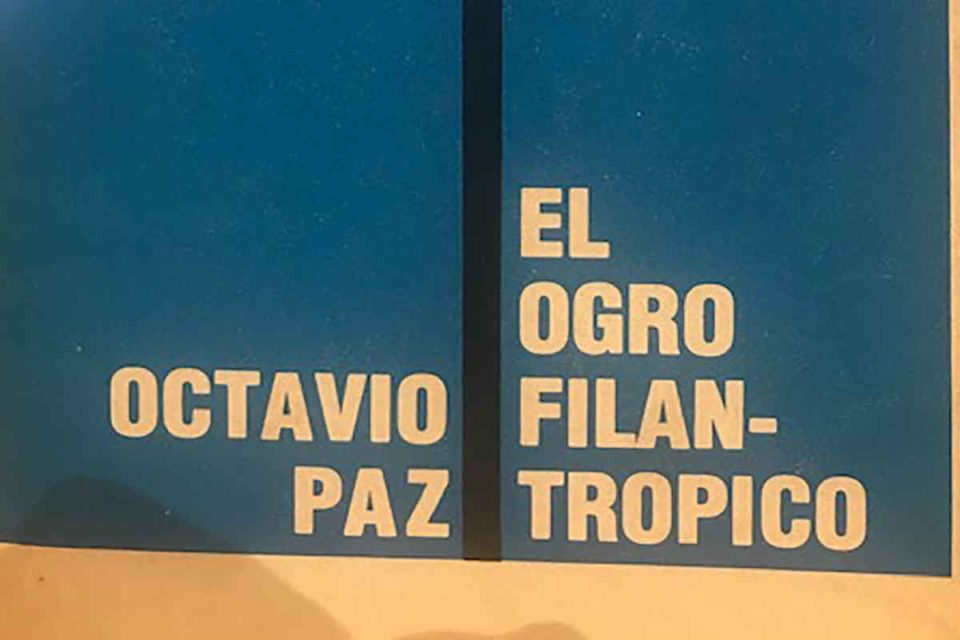 OCTAVIO
PAZ
EL
OGRO
FILAN-
TROPICO